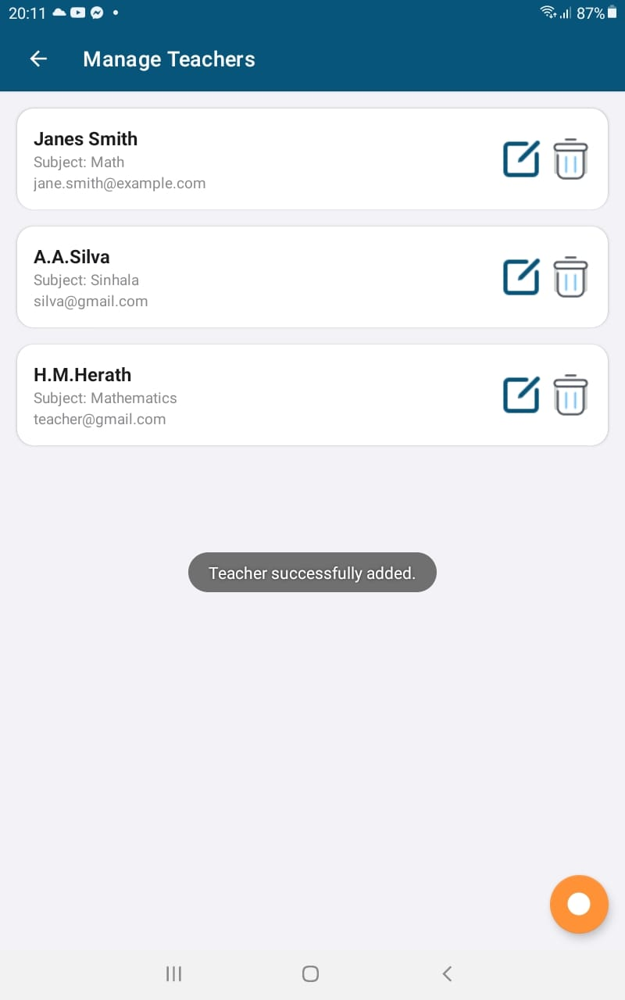 20:11
87%
Manage Teachers
Janes Smith
Subject: Math
jane.smith@example.com
A.A.Silva
Subject: Sinhala
silva@gmail.com
H.M.Herath
Subject: Mathematics
teacher@gmail.com
Teacher successfully added.